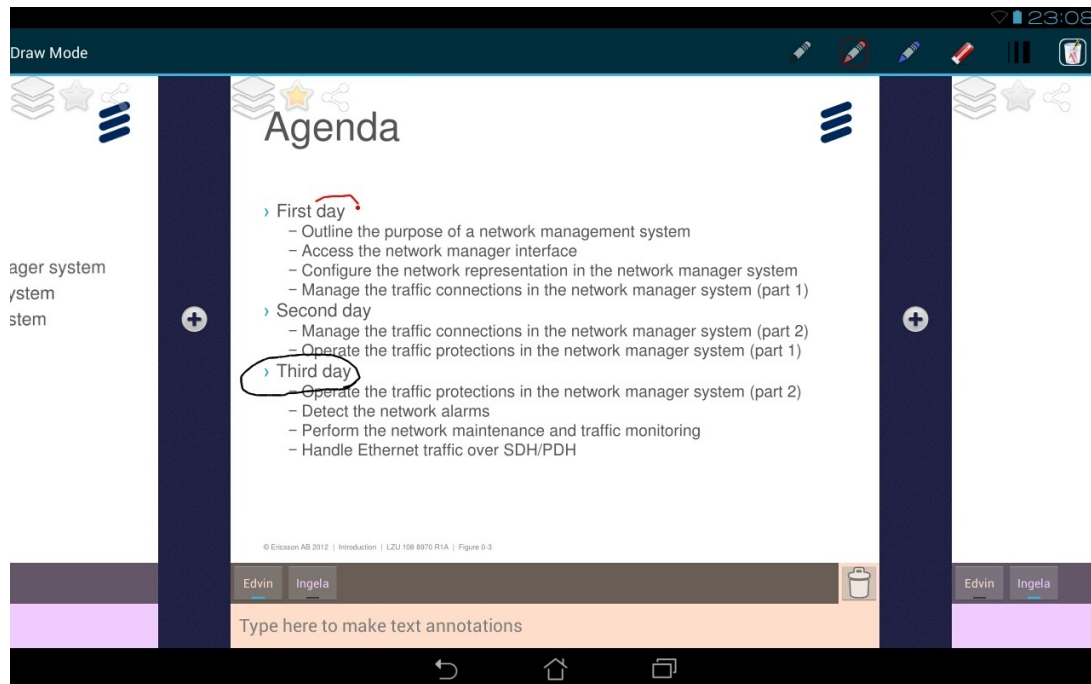 23:08
Draw Mode
Agenda
› First day
– Outline the purpose of a network management system
– Access the network manager interface
– Configure the network representation in the network manager system
– Manage the traffic connections in the network manager system (part 1)
› Second day
– Manage the traffic connections in the network manager system (part 2)
– Operate the traffic protections in the network manager system (part 1)
› Third day
– Operate the traffic protections in the network manager system (part 2)
– Detect the network alarms
– Perform the network maintenance and traffic monitoring
– Handle Ethernet traffic over SDH/PDH
ager system
ystem
stem
© Ericsson AB 2012 | Introduction | LZU 108 8970 R1A | Figure 0-3
Edvin Ingela
Type here to make text annotations
Edvin Ingela